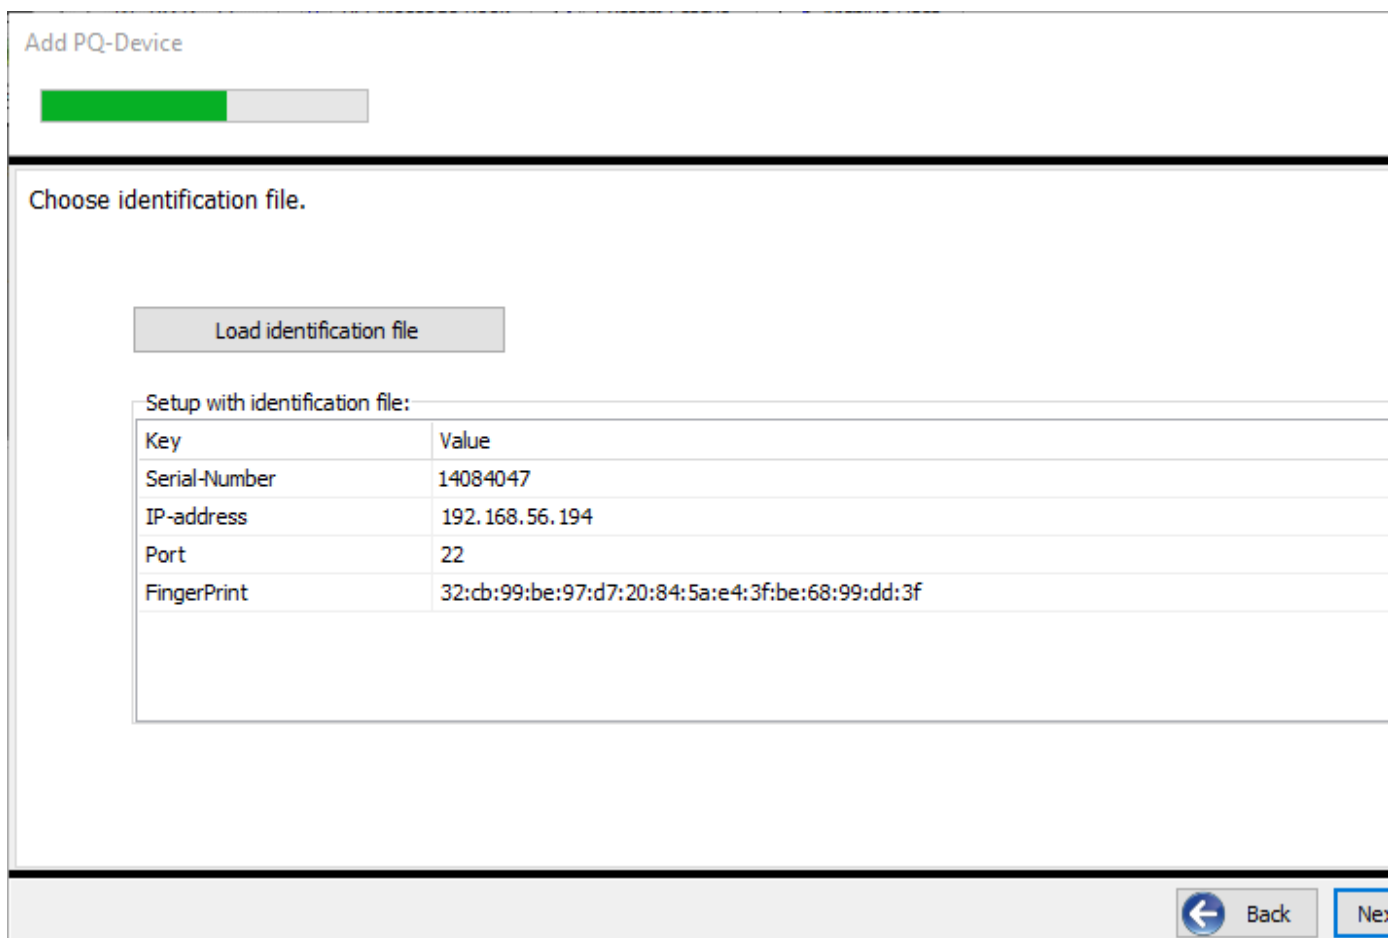 Add PQ-Device
Choose identification file.
Load identification file
Setup with identification file:
Key Value
Serial-Number 14084047
IP-address 192.168.56.194
Port 22
FingerPrint 32:cb:99:be:97:d7:20:84:5a:e4:3f:be:68:99:dd:3f
Back